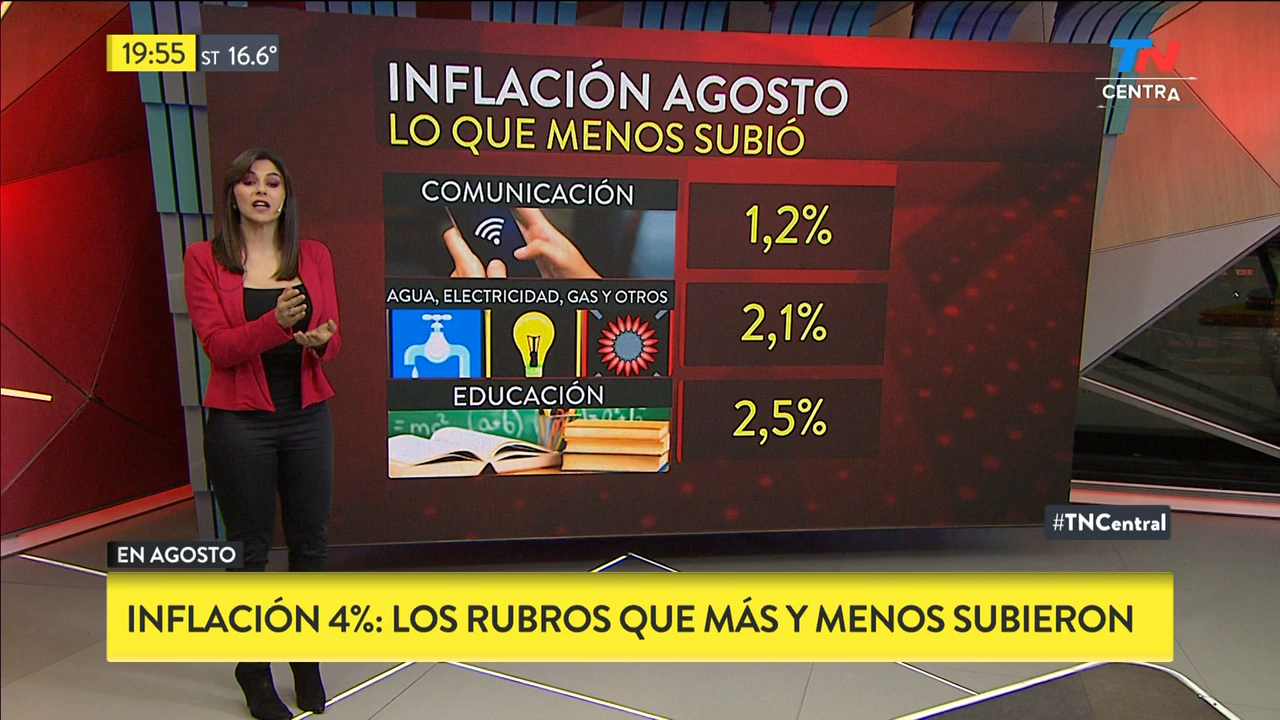 19:55 ST 16.6°
TN
CENTRA
INFLACIÓN AGOSTO
LO QUE MENOS SUBIÓ
COMUNICACIÓN
1,2%
AGUA, ELECTRICIDAD, GAS Y OTROS
2,1%
EDUCACIÓN
2,5%
#TNCentral
EN AGOSTO
INFLACIÓN 4%: LOS RUBROS QUE MÁS Y MENOS SUBIERON